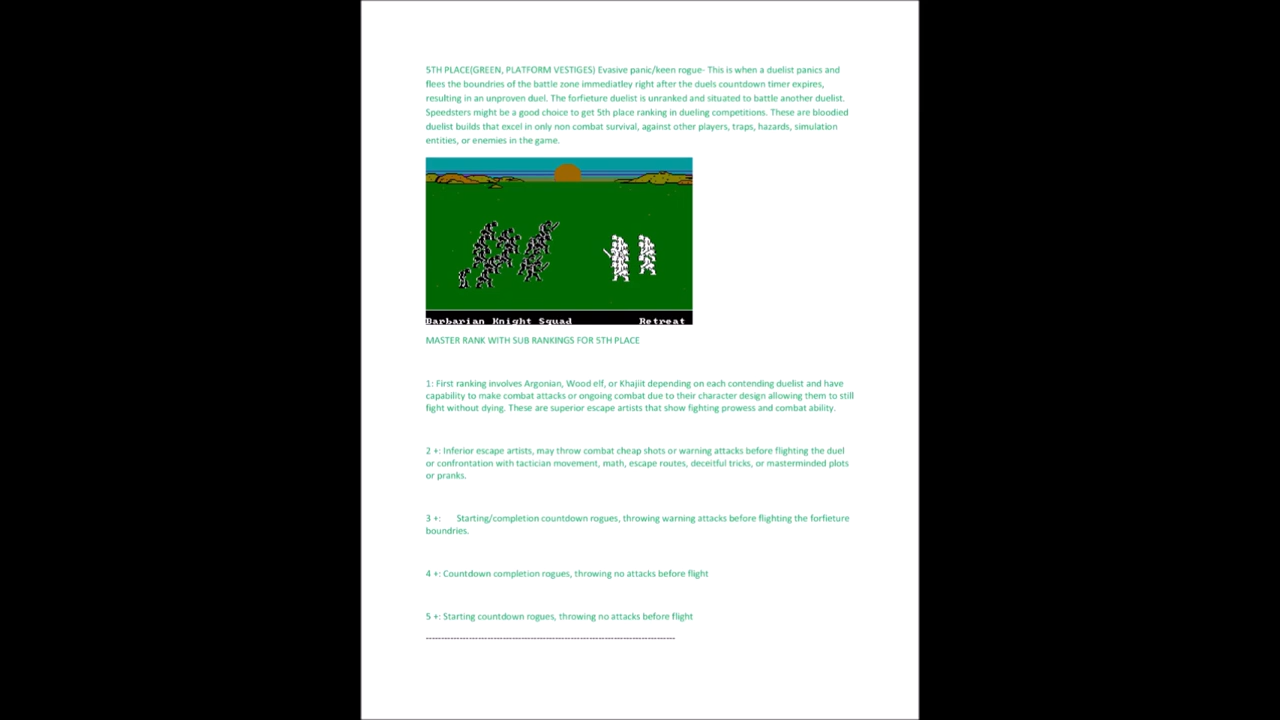 5TH PLACE(GREEN, PLATFORM VESTIGES) Evasive panic/keen rogue- This is when a duelist panics and
flees the boundries of the battle zone immediatley right after the duels countdown timer expires,
resulting in an unproven duel. The forfieture duelist is unranked and situated to battle another duelist.
Speedsters might be a good choice to get 5th place ranking in dueling competitions. These are bloodied
duelist builds that excel in only non combat survival, against other players, traps, hazards, simulation
entities, or enemies in the game.
Barbarian Knight Squad Retreat
MASTER RANK WITH SUB RANKINGS FOR 5TH PLACE
1: First ranking involves Argonian, Wood elf, or Khajiit depending on each contending duelist and have
capability to make combat attacks or ongoing combat due to their character design allowing them to still
fight without dying. These are superior escape artists that show fighting prowess and combat ability.
2 +: Inferior escape artists, may throw combat cheap shots or warning attacks before flighting the duel
or confrontation with tactician movement, math, escape routes, deceitful tricks, or masterminded plots
or pranks.
3 +: Starting/completion countdown rogues, throwing warning attacks before flighting the forfieture
boundries.
4 +: Countdown completion rogues, throwing no attacks before flight
5 +: Starting countdown rogues, throwing no attacks before flight